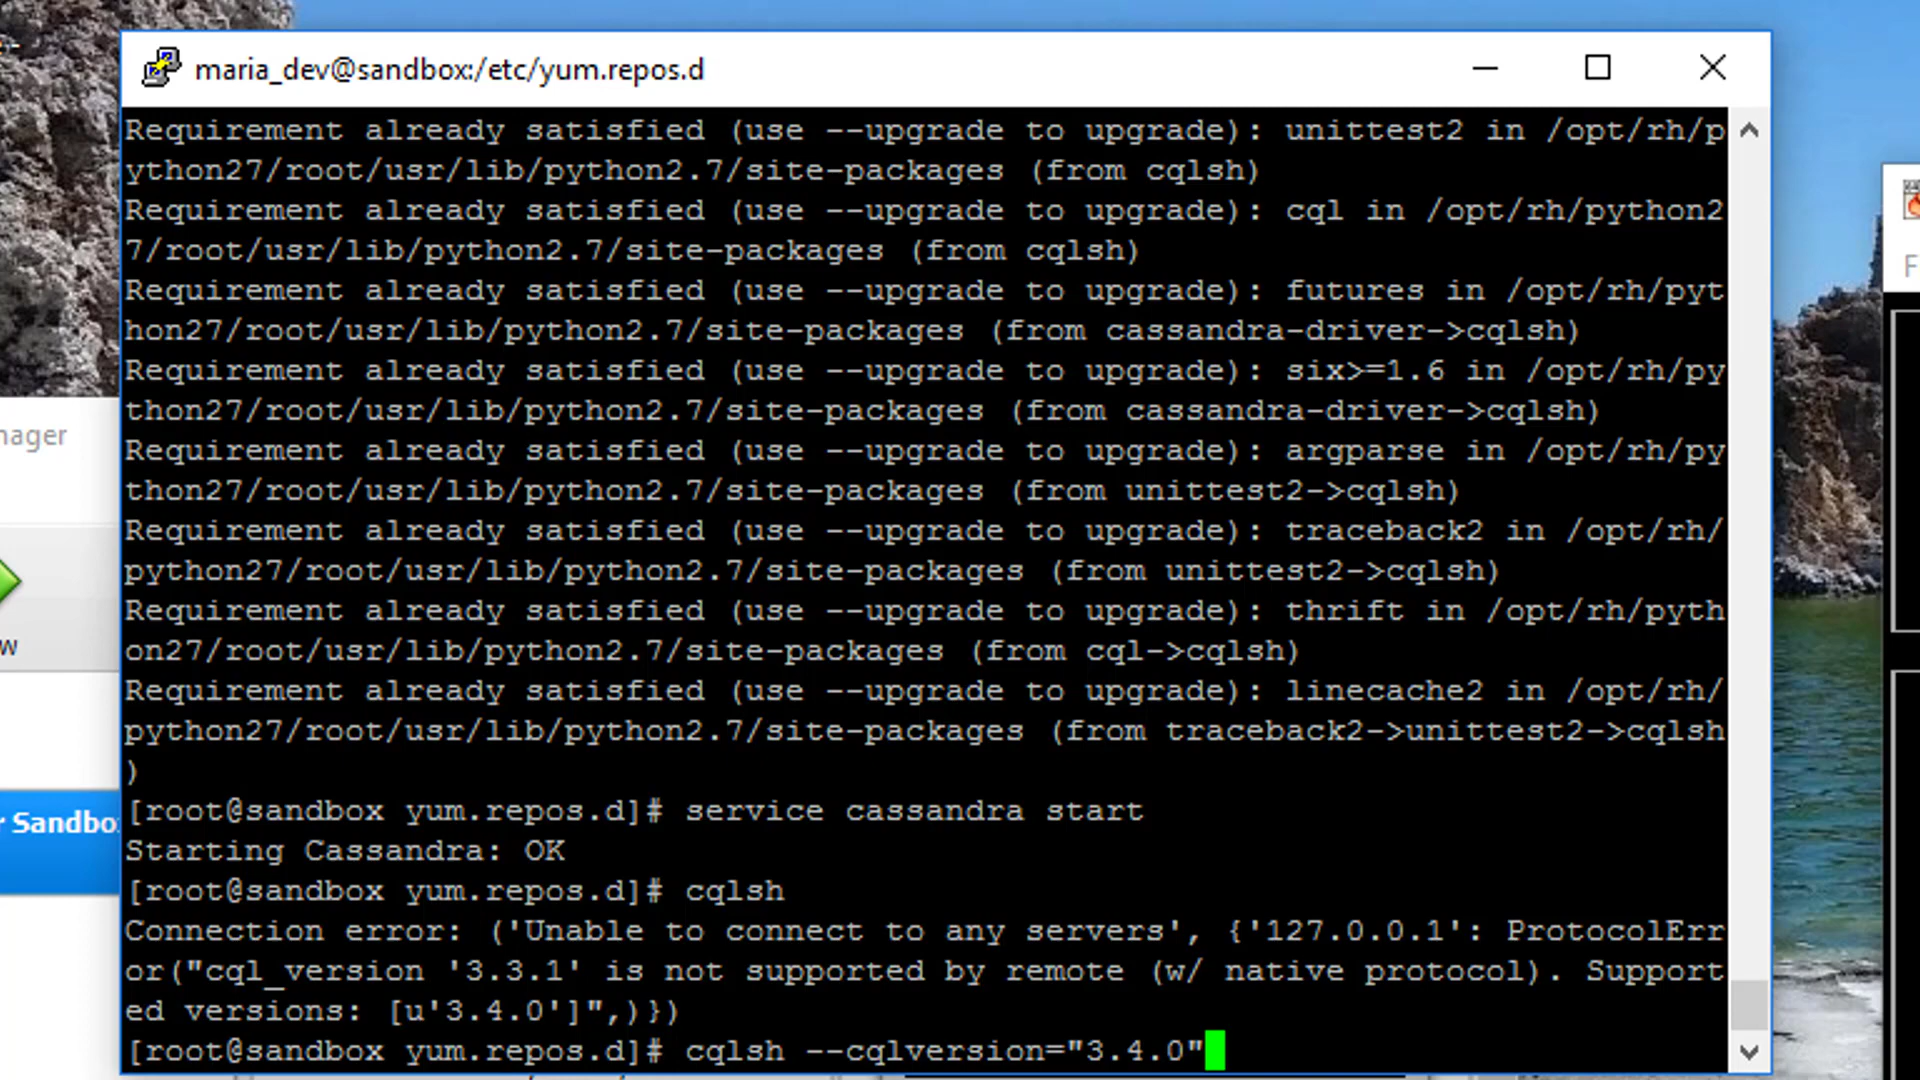 maria_dev@sandbox:/etc/yum.repos.d
Requirement already satisfied (use --upgrade to upgrade): unittest2 in /opt/rh/p
ython27/root/usr/lib/python2.7/site-packages (from cqlsh)
Requirement already satisfied (use --upgrade to upgrade): cql in /opt/rh/python2
7/root/usr/lib/python2.7/site-packages (from cqlsh)
Requirement already satisfied (use --upgrade to upgrade): futures in /opt/rh/pyt
hon27/root/usr/lib/python2.7/site-packages (from cassandra-driver->cqlsh)
Requirement already satisfied (use --upgrade to upgrade): six>=1.6 in /opt/rh/py
thon27/root/usr/lib/python2.7/site-packages (from cassandra-driver->cqlsh)
Requirement already satisfied (use --upgrade to upgrade): argparse in /opt/rh/py
thon27/root/usr/lib/python2.7/site-packages (from unittest2->cqlsh)
Requirement already satisfied (use --upgrade to upgrade): traceback2 in /opt/rh/
python27/root/usr/lib/python2.7/site-packages (from unittest2->cqlsh)
Requirement already satisfied (use --upgrade to upgrade): thrift in /opt/rh/pyth
on27/root/usr/lib/python2.7/site-packages (from cql->cqlsh)
Requirement already satisfied (use --upgrade to upgrade): linecache2 in /opt/rh/
python27/root/usr/lib/python2.7/site-packages (from traceback2->unittest2->cqlsh
)
[root@sandbox yum.repos.d]# service cassandra start
Starting Cassandra: OK
[root@sandbox yum.repos.d]# cqlsh
Connection error: ('Unable to connect to any servers', {'127.0.0.1': ProtocolErr
or("cql_version '3.3.1' is not supported by remote (w/ native protocol). Support
ed versions: [u'3.4.0']",)})
[root@sandbox yum.repos.d]# cqlsh --cqlversion="3.4.0"
nager
w
r Sandbo
F